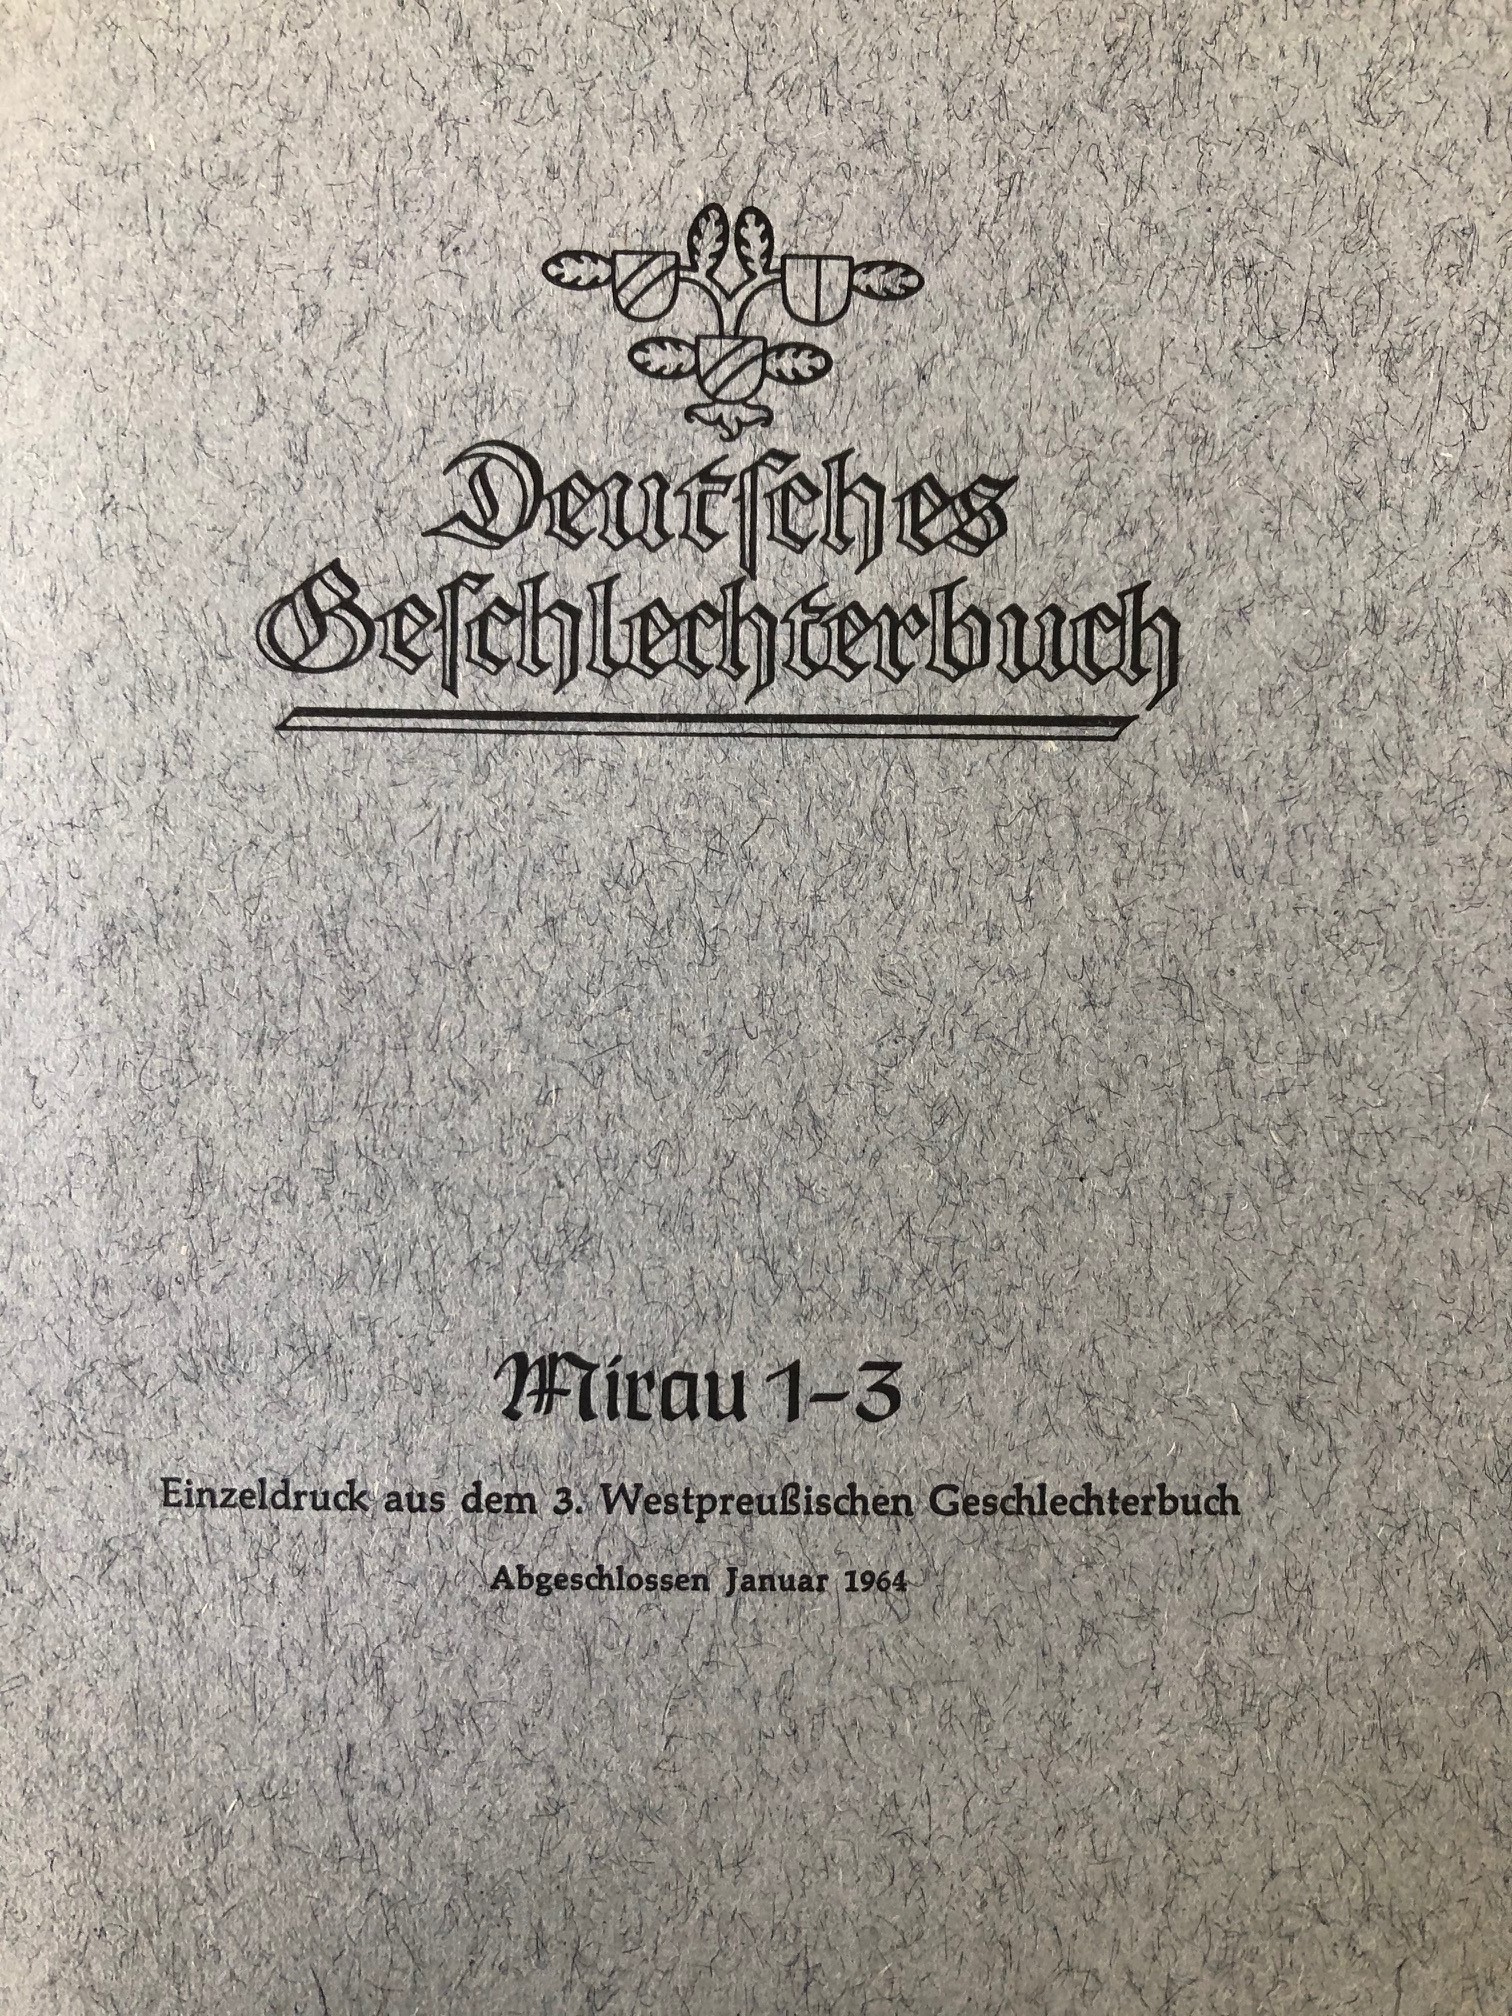 Deutſches
Geſchlechterbuch
Mirau 1–3
Einzeldruck aus dem 3. Westpreußischen Geschlechterbuch
Abgeschlossen Januar 1964